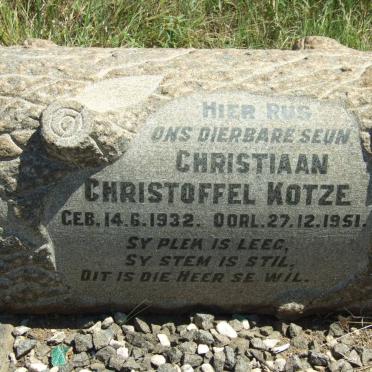 HIER RUS
ONS DIERBARE SEUN
CHRISTIAAN
CHRISTOFFEL KOTZE
GEB. 14.6.1932. OORL. 27.12.1951.
SY PLEK IS LEEG,
SY STEM IS STIL,
DIT IS DIE HEER SE WIL.